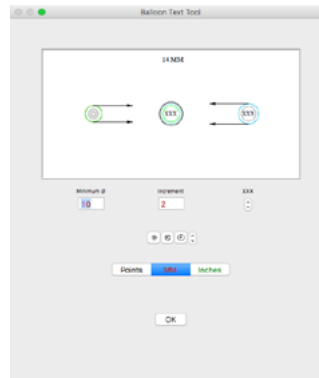 Balloon Text Tool
14 MM
XXX XXX
Minimum Ø Increment XXX
10 2
Points MM Inches
OK